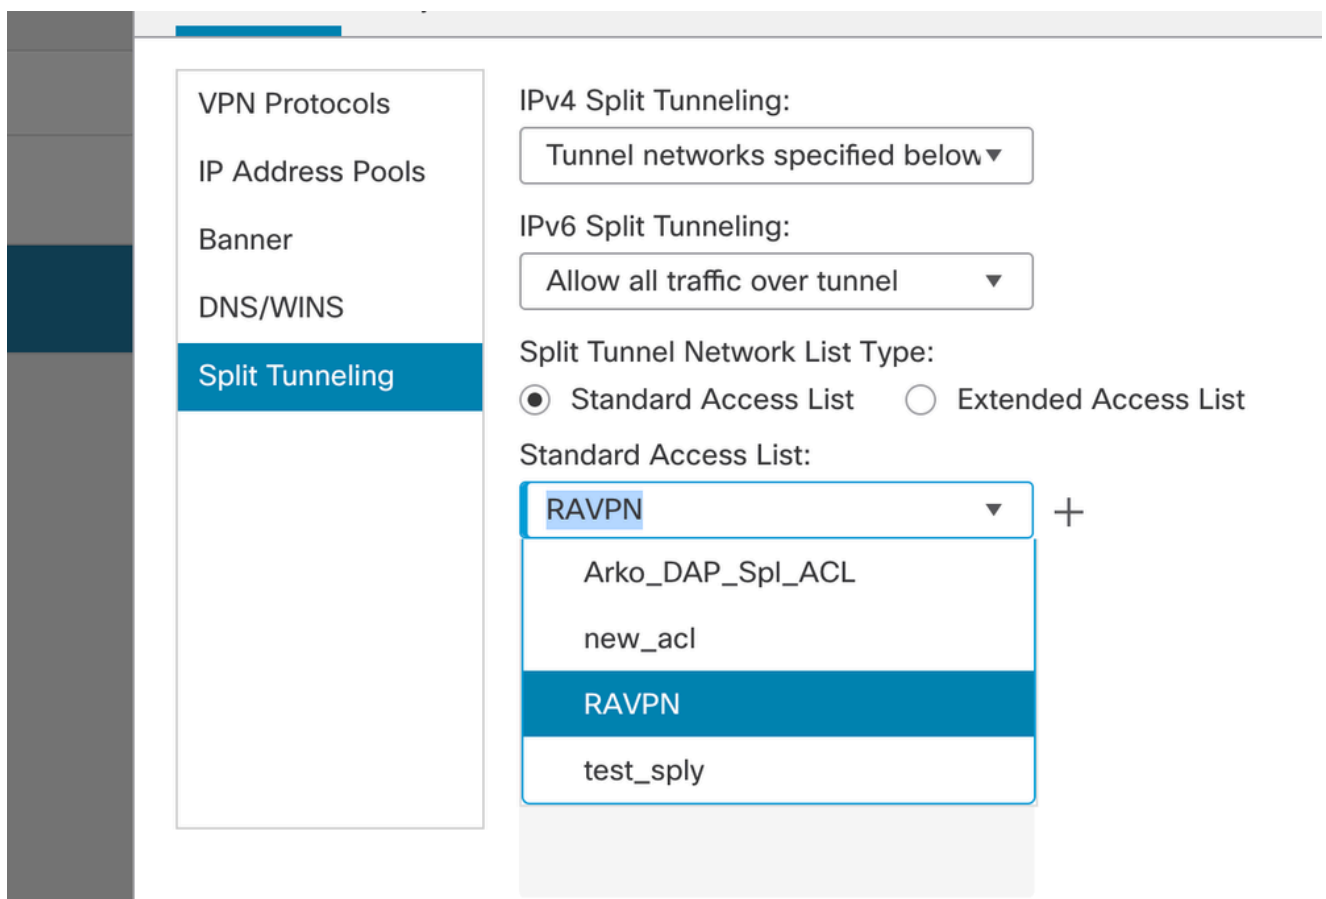 VPN Protocols
IP Address Pools
Banner
DNS/WINS
Split Tunneling
IPv4 Split Tunneling:
Tunnel networks specified below
IPv6 Split Tunneling:
Allow all traffic over tunnel
Split Tunnel Network List Type:
Standard Access List Extended Access List
Standard Access List:
RAVPN
Arko_DAP_Spl_ACL
new_acl
RAVPN
test_sply